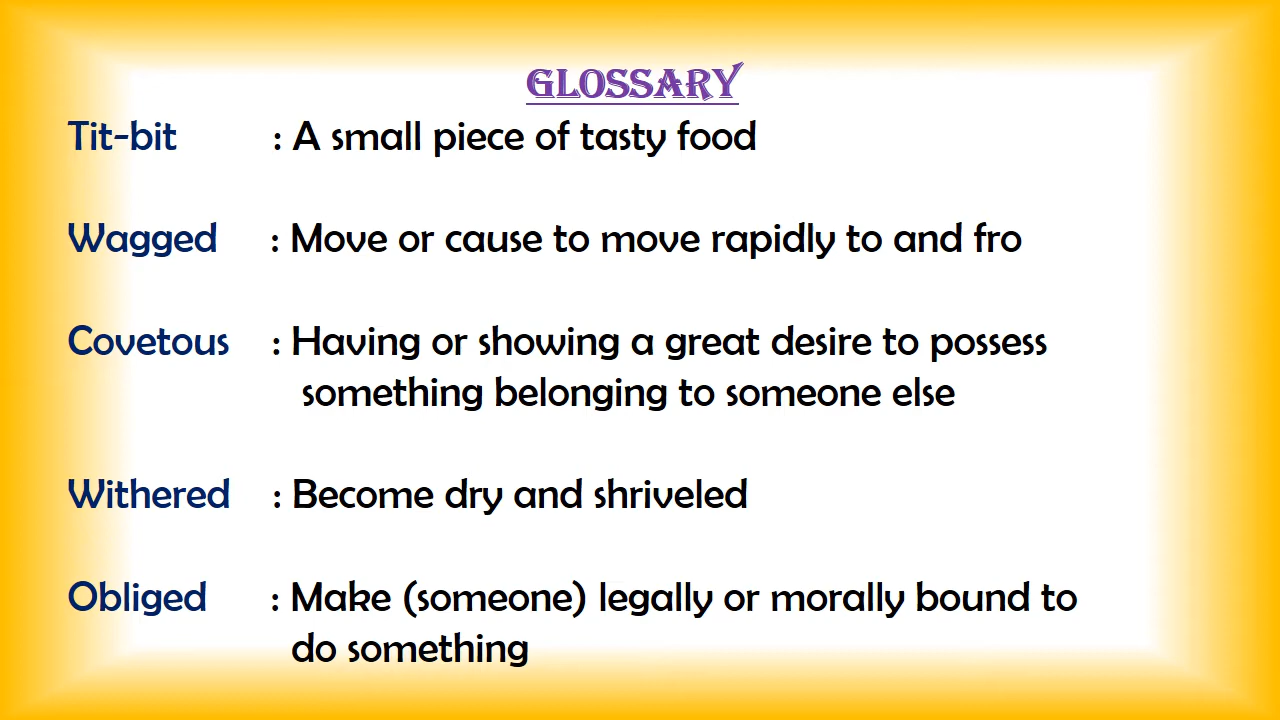 GLOSSARY
Tit-bit : A small piece of tasty food
Wagged : Move or cause to move rapidly to and fro
Covetous : Having or showing a great desire to possess
something belonging to someone else
Withered : Become dry and shriveled
Obliged : Make (someone) legally or morally bound to
do something